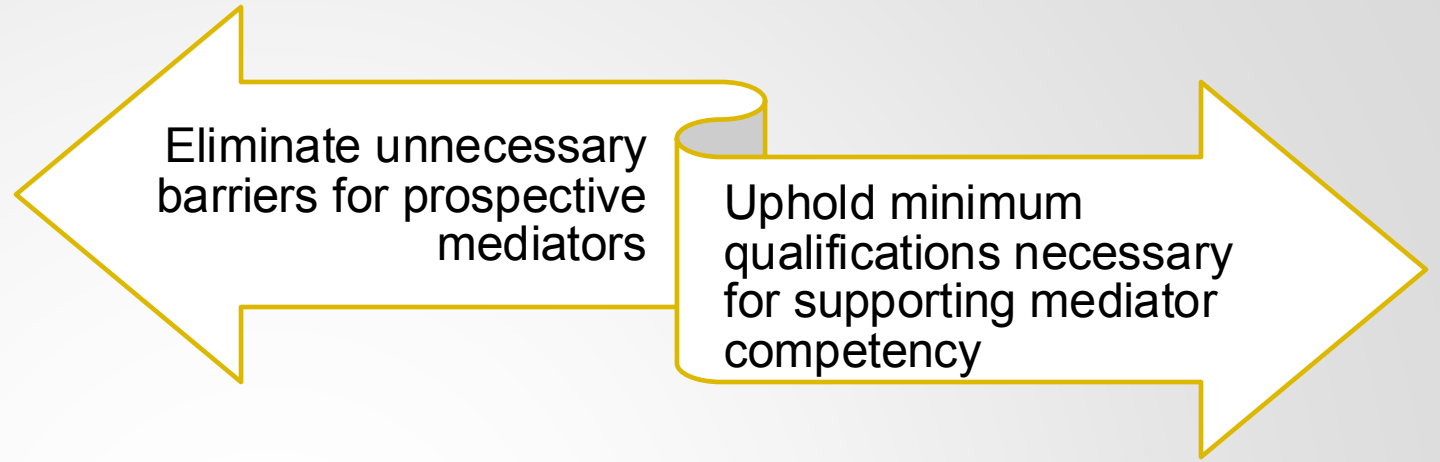 Eliminate unnecessary
barriers for prospective
mediators
Uphold minimum
qualifications necessary
for supporting mediator
competency